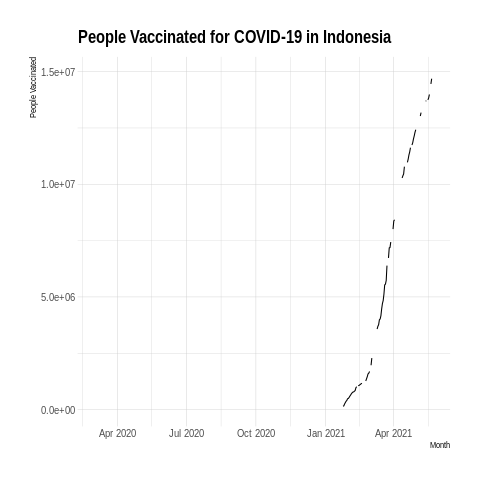 People Vaccinated for COVID-19 in Indonesia
People Vaccinated
1.5e+07
1.0e+07
5.0e+06
0.0e+00
Apr 2020 Jul 2020 Oct 2020 Jan 2021 Apr 2021
Month